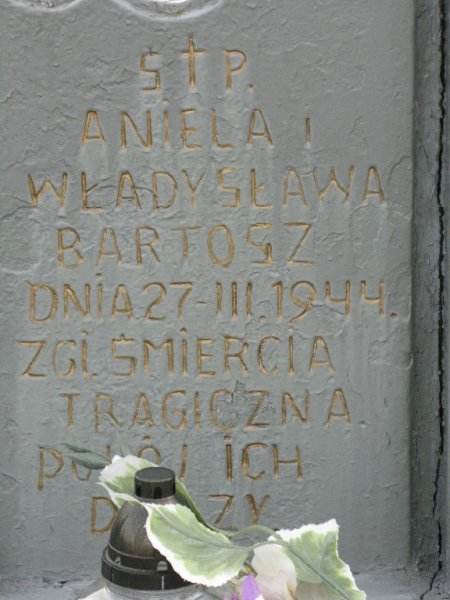 Ś † P.
ANIELA i
WŁADYSŁAWA
BARTOSZ
DNIA 27-III.1944.
ZGI. ŚMIERCIA
TRAGICZNA.
ICH